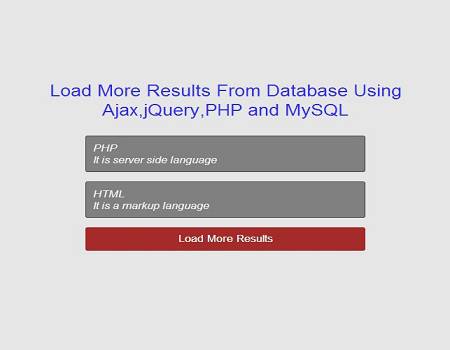 Load More Results From Database Using
Ajax,jQuery,PHP and MySQL
PHP
It is server side language
HTML
It is a markup language
Load More Results